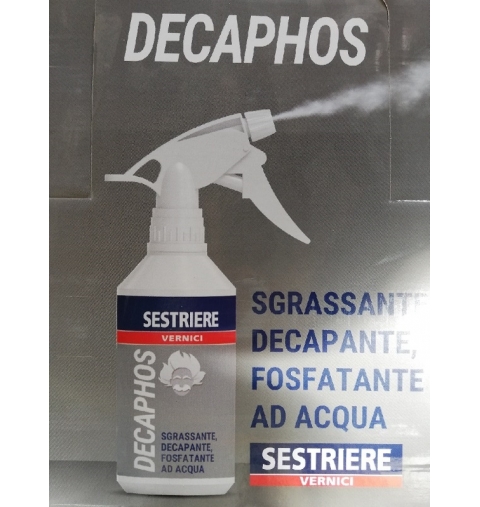 DECAPHOS
SESTRIERE
VERNICI
DECAPHOS
SGRASSANTE,
DECAPANTE,
FOSFATANTE
AD ACQUA
SGRASSANTE
DECAPANTE,
FOSFATANTE
AD ACQUA
SESTRIERE
VERNICI